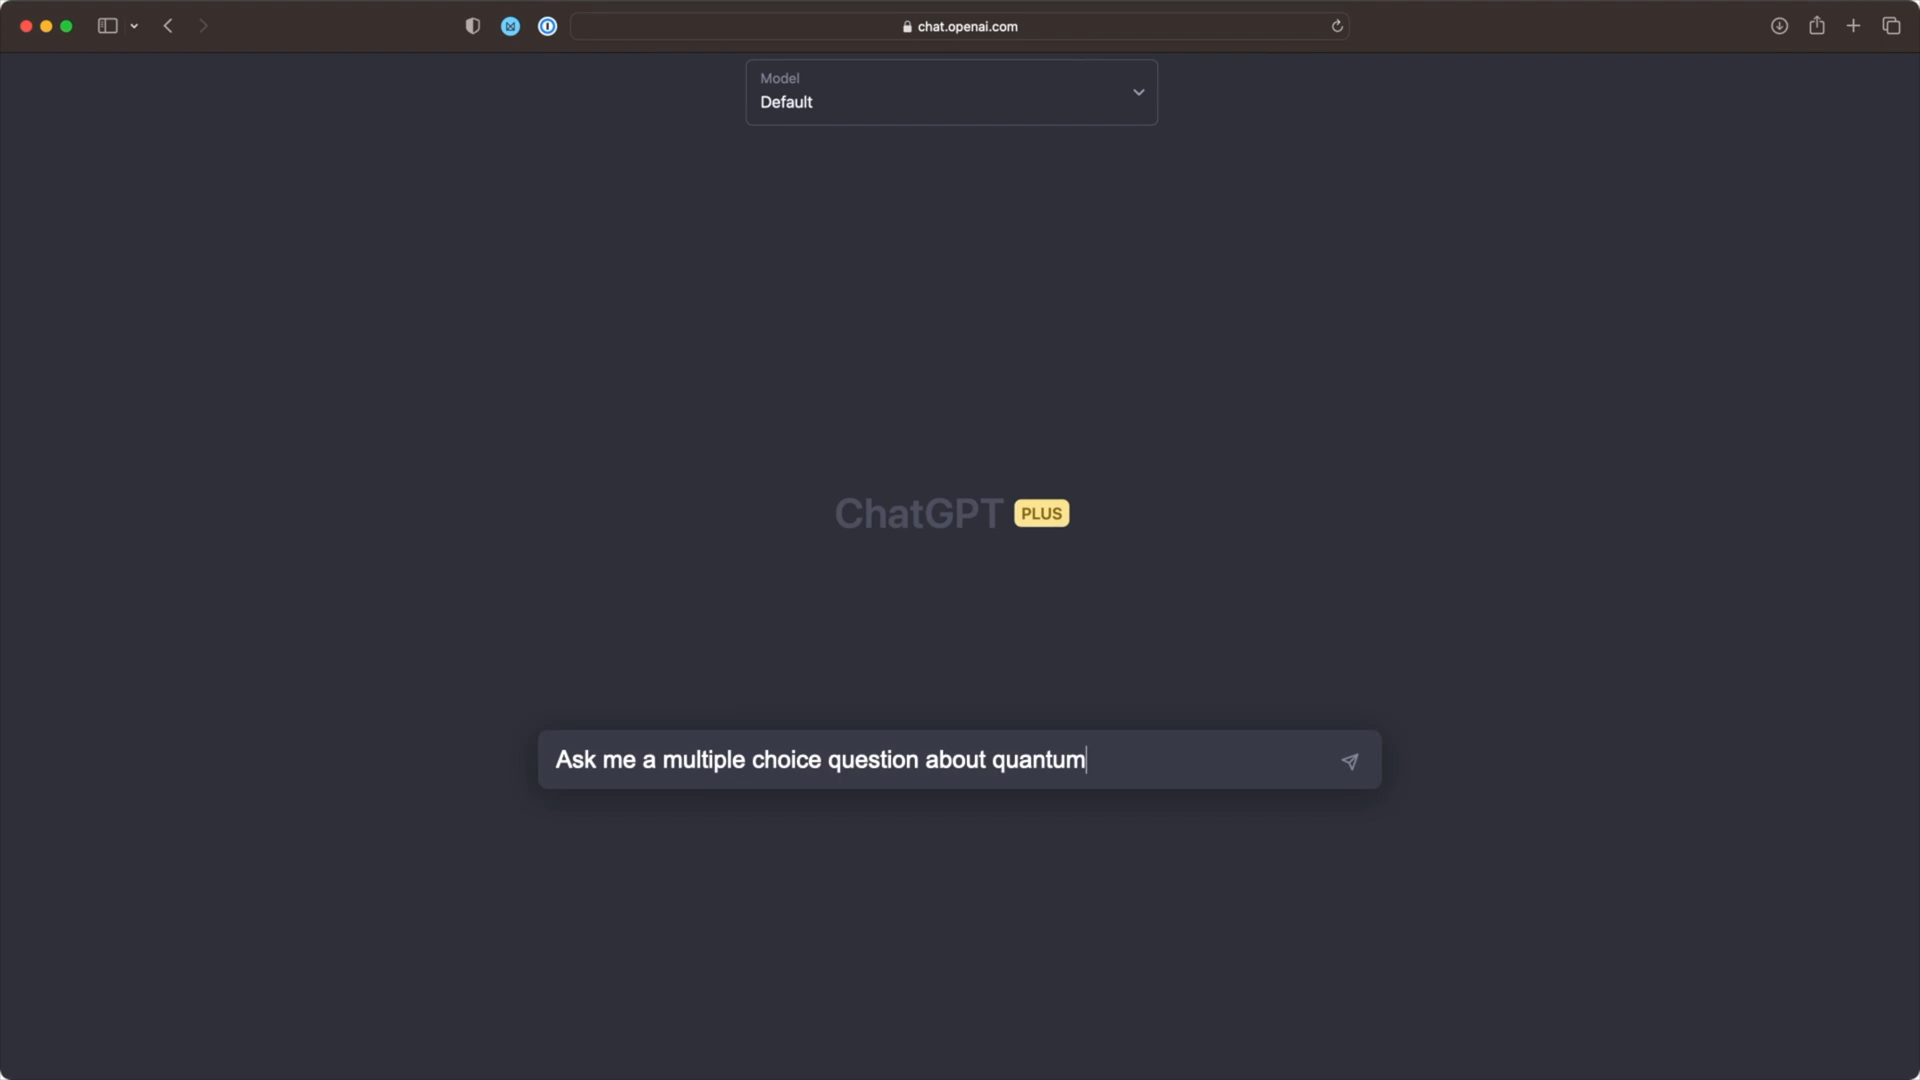 chat.openai.com
Model
Default
ChatGPT PLUS
Ask me a multiple choice question about quantum